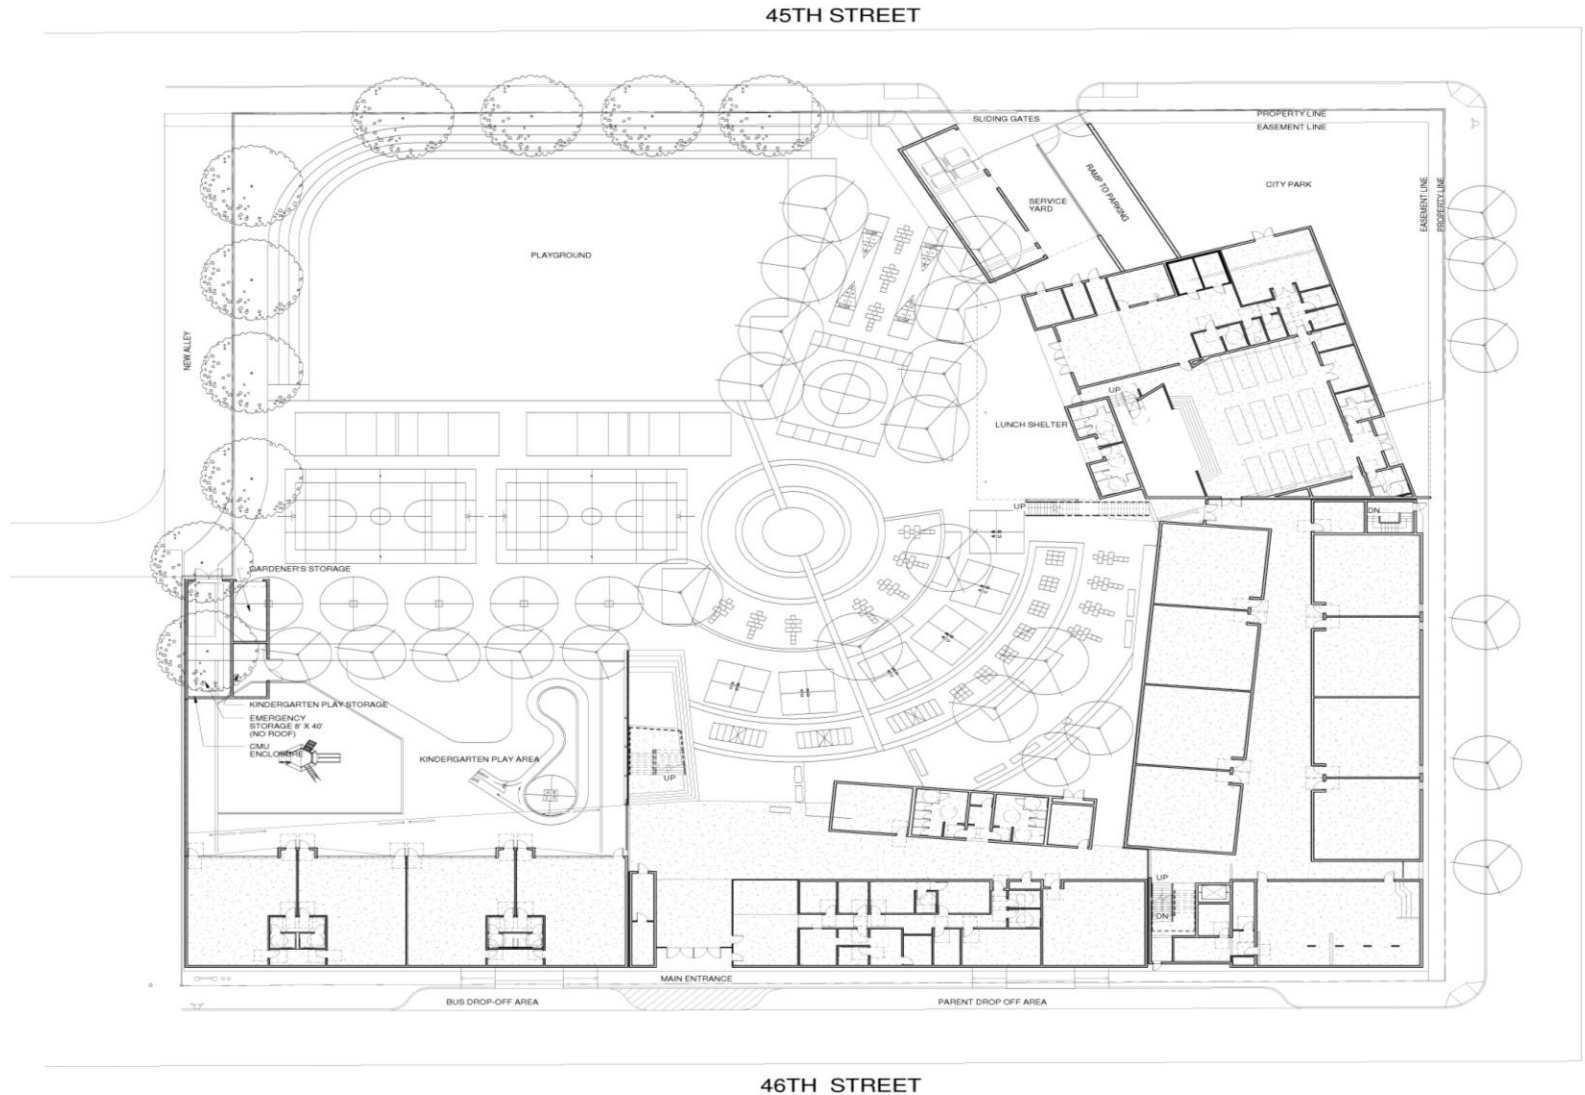 45TH STREET
SLIDING GATES
PROPERTY LINE
EASEMENT LINE
RAMP TO PARKING
CITY PARK
EASEMENT LINE
PROPERTY LINE
SERVICE
YARD
PLAYGROUND
NEW ALLEY
UP
LUNCH SHELTER
UP
DN
GARDENER'S STORAGE
KINDERGARTEN PLAY STORAGE
EMERGENCY
STORAGE 8' X 40'
(NO ROOF)
CMU
ENCLOSURE
KINDERGARTEN PLAY AREA
UP
UP
DN
MAIN ENTRANCE
BUS DROP-OFF AREA
PARENT DROP OFF AREA
46TH STREET